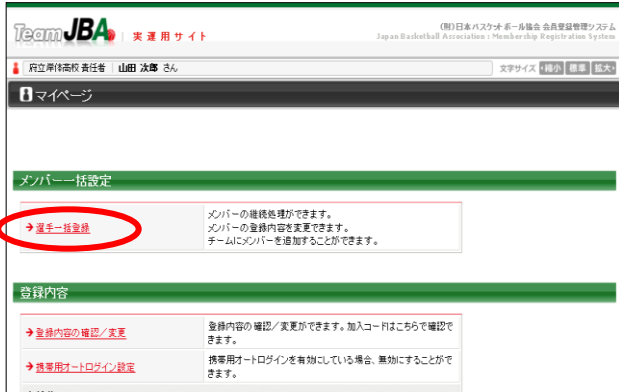 Team JBA 実運用サイト
(財)日本バスケットボール協会 会員登録管理システム
Japan Basketball Association : Membership Registration System
府立岸体高校 責任者 山田 次郎 さん
文字サイズ 縮小 標準 拡大
マイページ
メンバー一括設定
選手一括登録
メンバーの継続処理ができます。
メンバーの登録内容を変更できます。
チームにメンバーを追加することができます。
登録内容
登録内容の確認／変更
登録内容の確認／変更ができます。加入コードはこちらで確認できます。
携帯用オートログイン設定
携帯用オートログインを有効にしている場合、無効にすることができます。